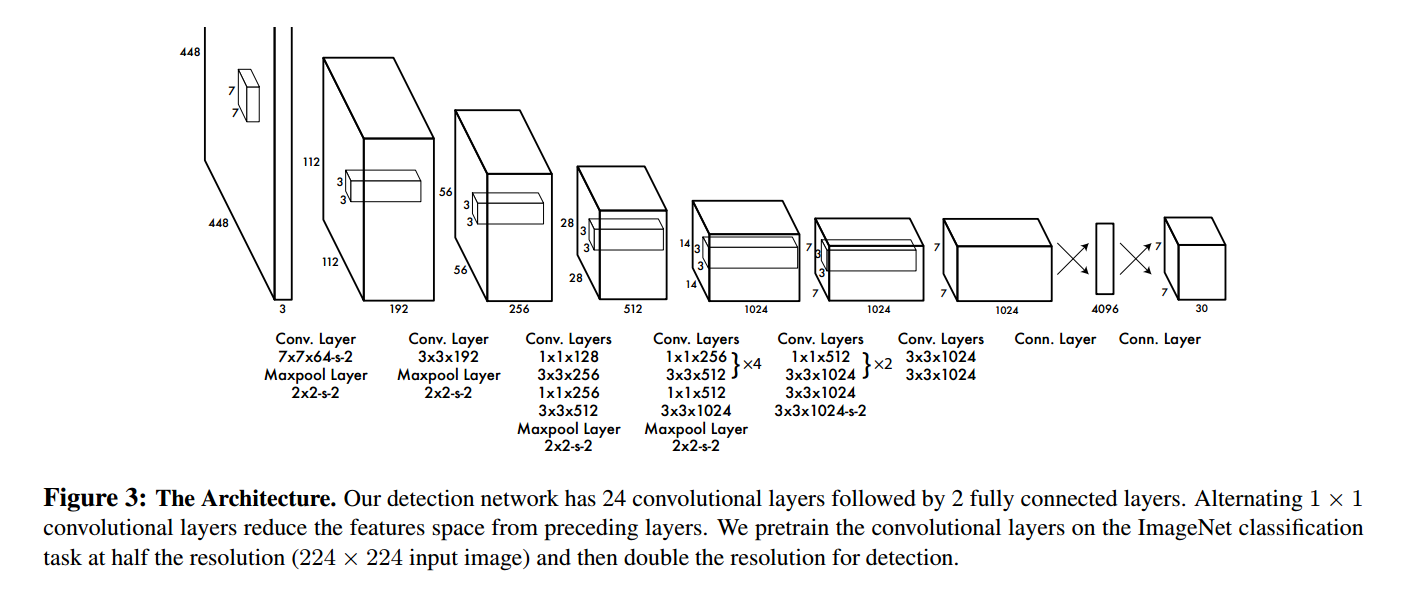 448
7
7
448
3
112
3
3
112
192
56
3
3
56
256
28
3
3
28
512
14
3
3
14
1024
7
3
3
7
1024
7
7
1024
4096
7
7
30
Conv. Layer
7x7x64-s-2
Maxpool Layer
2x2-s-2
Conv. Layer
3x3x192
Maxpool Layer
2x2-s-2
Conv. Layers
1x1x128
3x3x256
1x1x256
3x3x512
Maxpool Layer
2x2-s-2
Conv. Layers
1x1x256
3x3x512
} ×4
1x1x512
3x3x1024
Maxpool Layer
2x2-s-2
Conv. Layers
1x1x512
3x3x1024
} ×2
3x3x1024
3x3x1024-s-2
Conv. Layers
3x3x1024
3x3x1024
Conn. Layer
Conn. Layer
Figure 3: The Architecture. Our detection network has 24 convolutional layers followed by 2 fully connected layers. Alternating 1 × 1
convolutional layers reduce the features space from preceding layers. We pretrain the convolutional layers on the ImageNet classification
task at half the resolution (224 × 224 input image) and then double the resolution for detection.